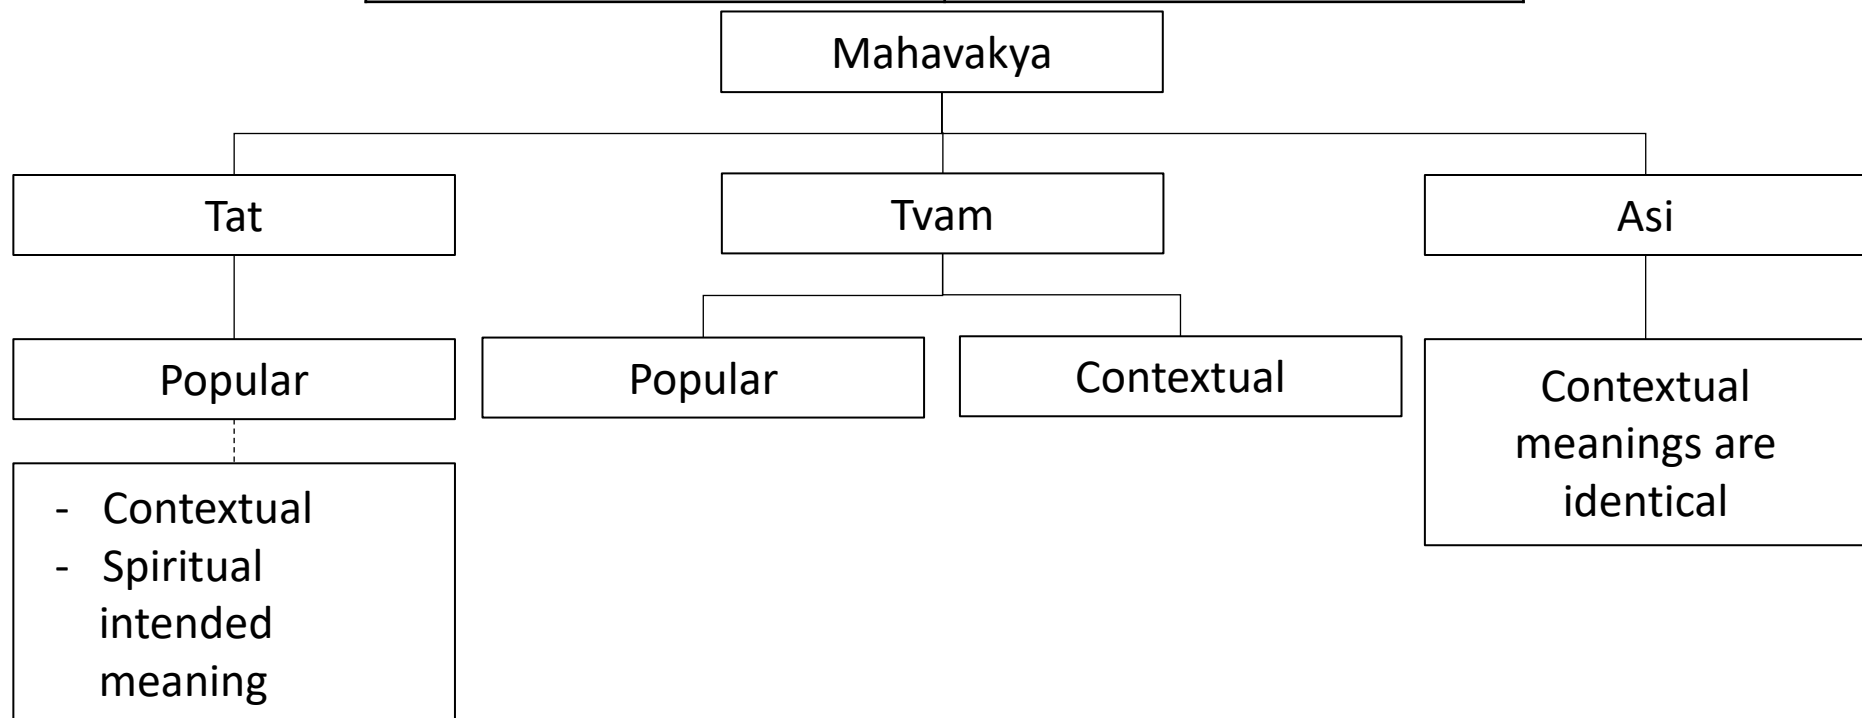 Mahavakya
Tat
Tvam
Asi
Popular
Popular
Contextual
Contextual
meanings are
identical
- Contextual
- Spiritual
intended
meaning